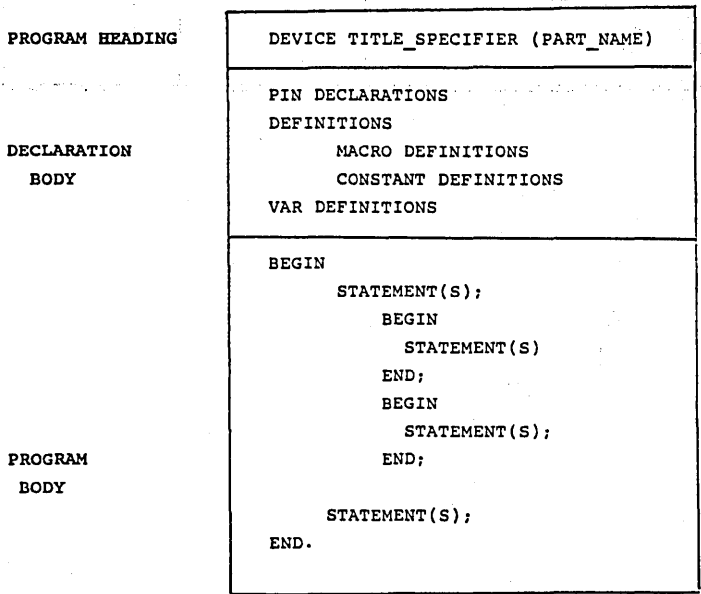 PROGRAM HEADING
DEVICE TITLE_SPECIFIER (PART_NAME)
PIN DECLARATIONS
DEFINITIONS
DECLARATION
MACRO DEFINITIONS
BODY
CONSTANT DEFINITIONS
VAR DEFINITIONS
BEGIN
STATEMENT(S);
BEGIN
STATEMENT(S)
END;
BEGIN
STATEMENT(S);
PROGRAM
END;
BODY
STATEMENT(S);
END.